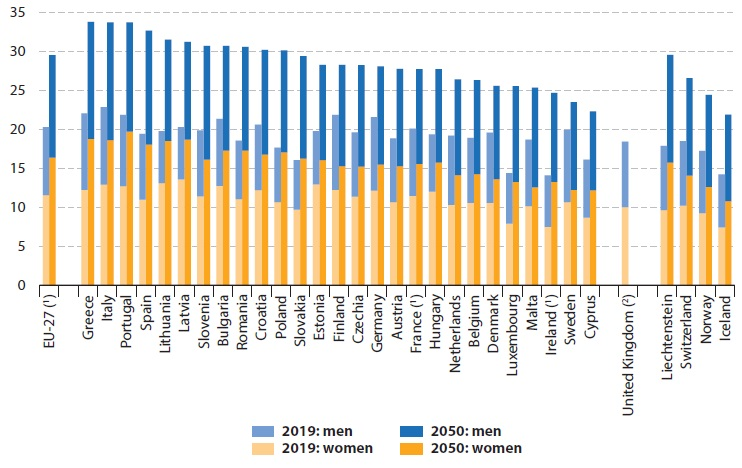 35
30
25
20
15
10
5
0
EU-27 (¹)
Greece
Italy
Portugal
Spain
Lithuania
Latvia
Slovenia
Bulgaria
Romania
Croatia
Poland
Slovakia
Estonia
Finland
Czechia
Germany
Austria
France (¹)
Hungary
Netherlands
Belgium
Denmark
Luxembourg
Malta
Ireland (¹)
Sweden
Cyprus
United Kingdom (²)
Liechtenstein
Switzerland
Norway
Iceland
2019: men 2050: men
2019: women 2050: women